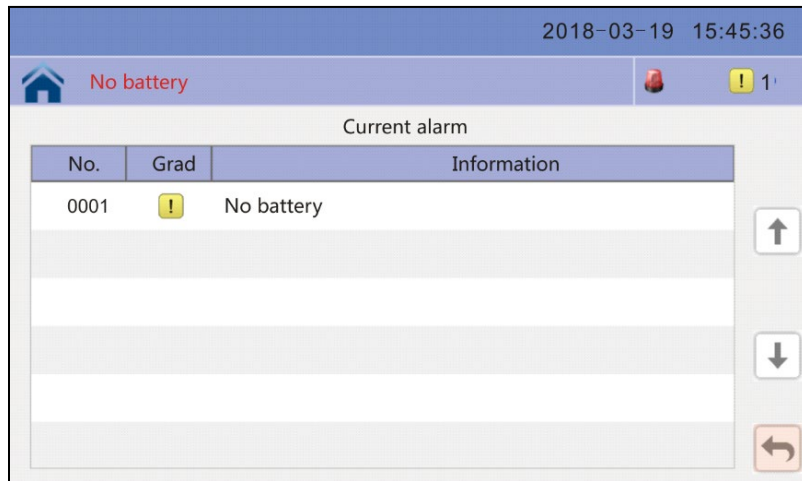 2018-03-19 15:45:36
No battery ! 1
Current alarm
No. Grad Information
0001 ! No battery